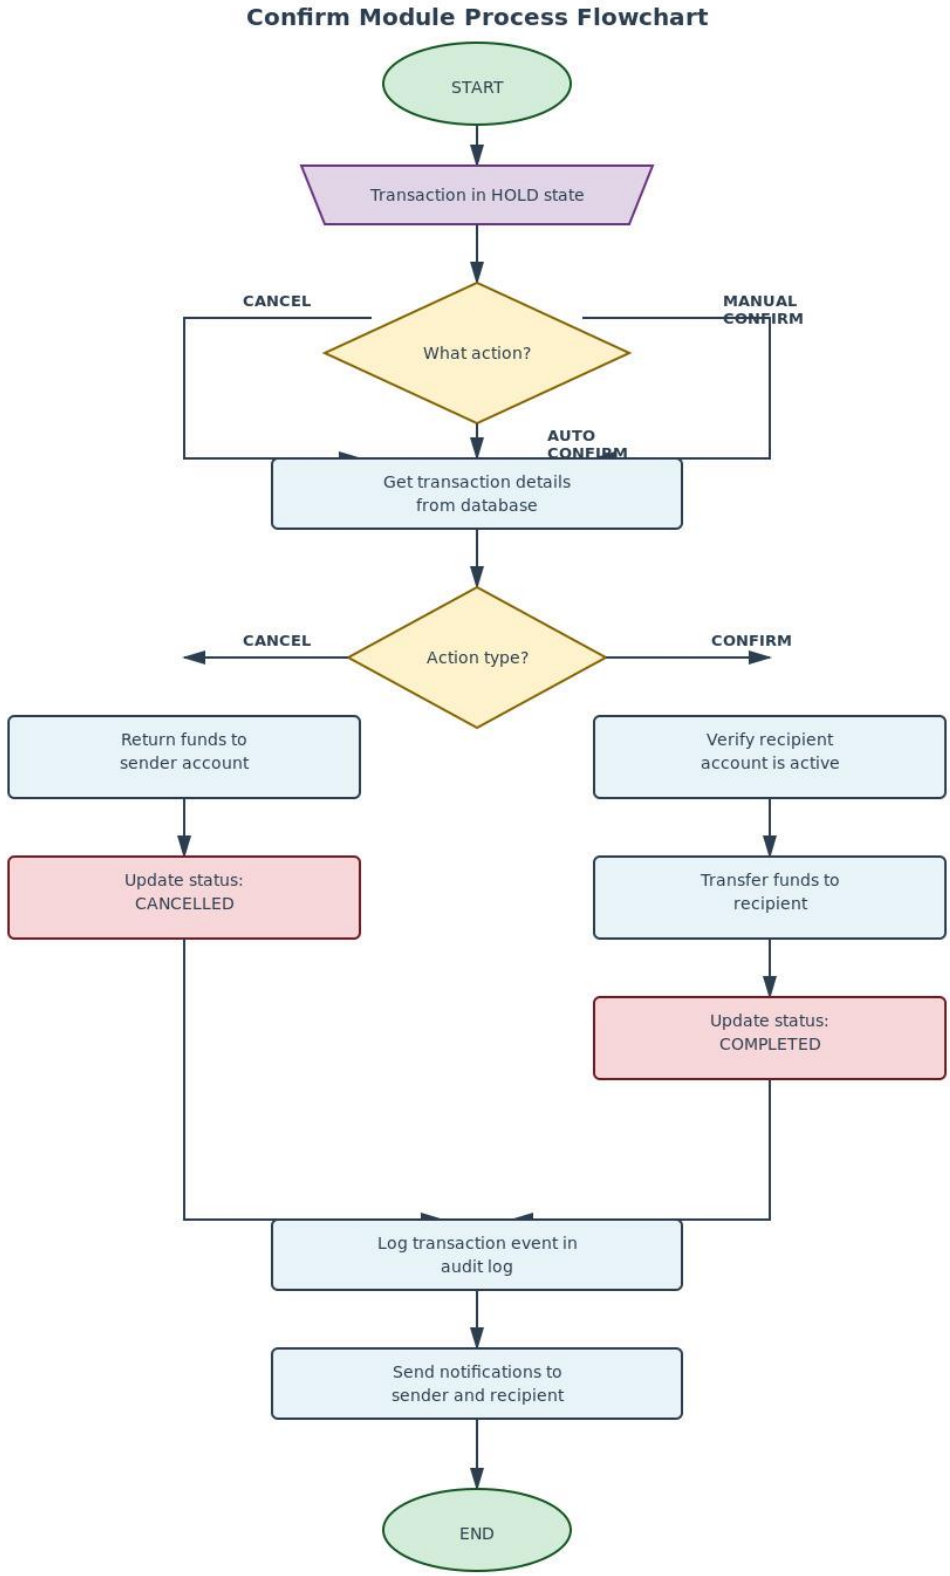 Confirm Module Process Flowchart
START
Transaction in HOLD state
CANCEL
MANUAL
CONFIRM
What action?
AUTO
CONFIRM
Get transaction details
from database
CANCEL
Action type?
CONFIRM
Return funds to
sender account
Verify recipient
account is active
Update status:
CANCELLED
Transfer funds to
recipient
Update status:
COMPLETED
Log transaction event in
audit log
Send notifications to
sender and recipient
END